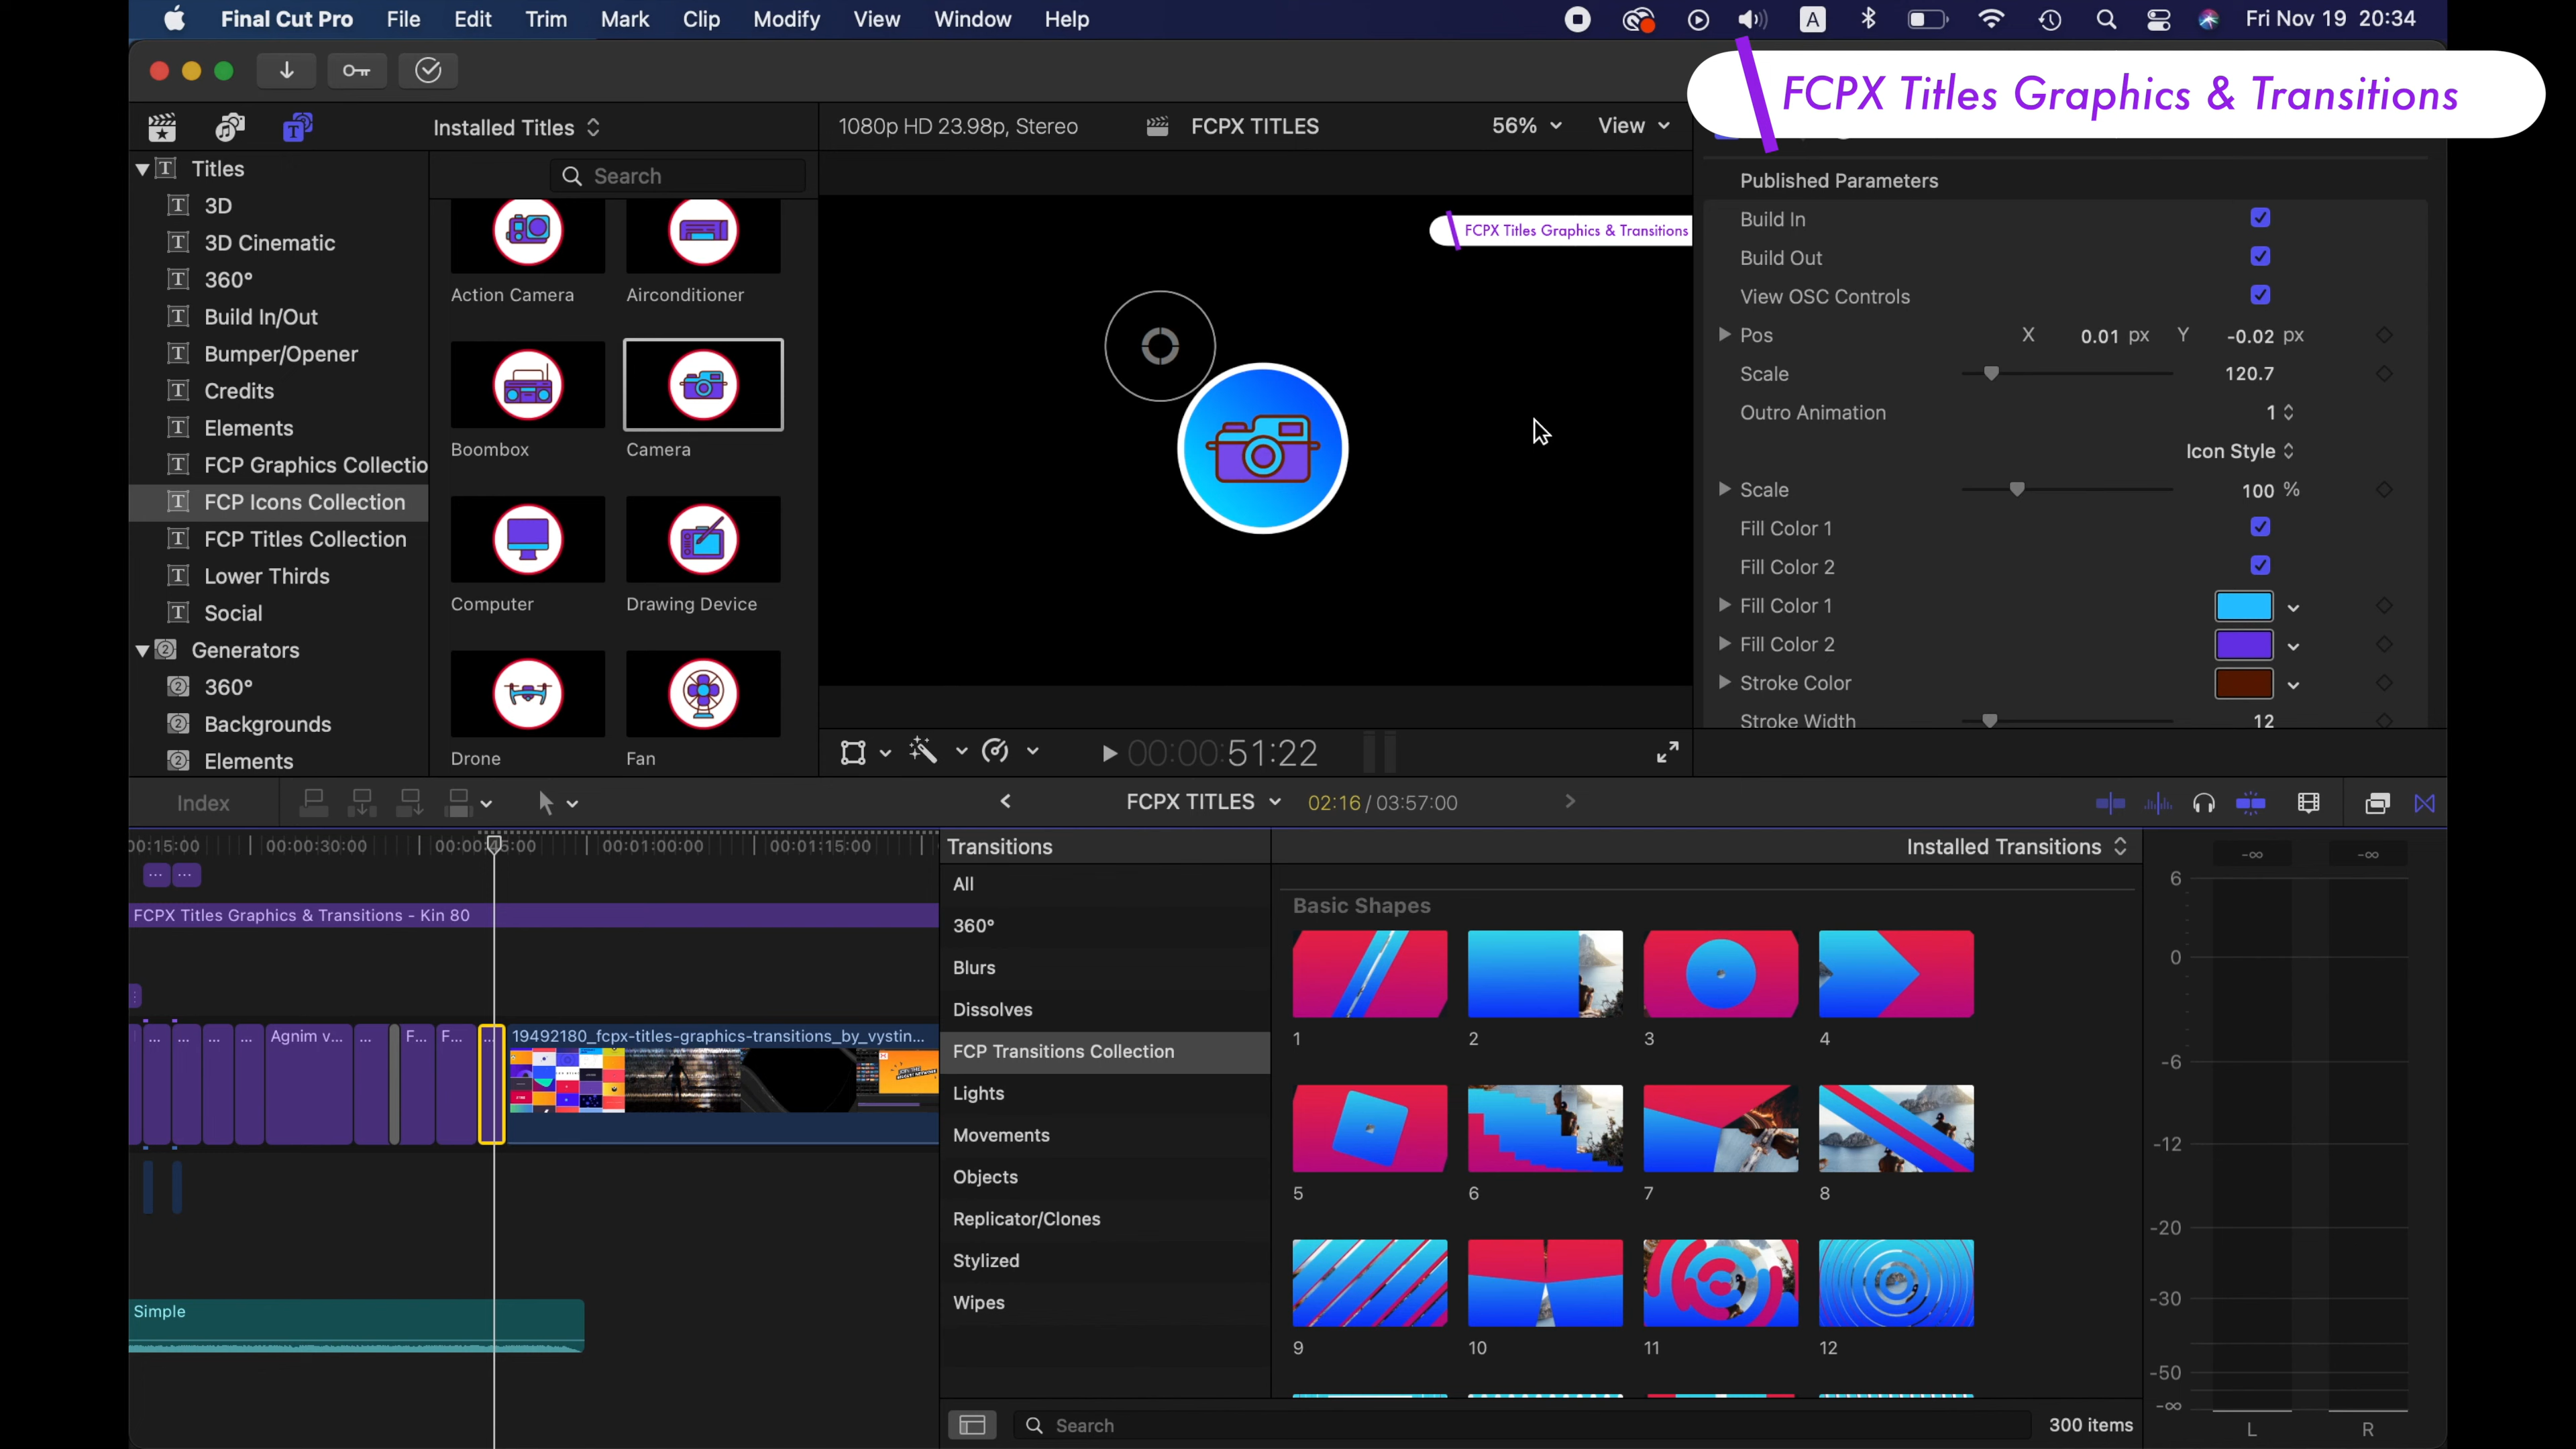 Final Cut Pro File Edit Trim Mark Clip Modify View Window Help A Fri Nov 19 20:34
FCPX Titles Graphics & Transitions
Installed Titles
1080p HD 23.98p, Stereo FCPX TITLES 56% View
Titles
Search
3D
3D Cinematic
360°
Build In/Out
Bumper/Opener
Credits
Elements
FCP Graphics Collectio
FCP Icons Collection
FCP Titles Collection
Lower Thirds
Social
Generators
360°
Backgrounds
Elements
Action Camera Airconditioner
Boombox Camera
Computer Drawing Device
Drone Fan
FCPX Titles Graphics & Transitions
00:00:51:22
Published Parameters
Build In
Build Out
View OSC Controls
Pos X 0.01 px Y -0.02 px
Scale 120.7
Outro Animation 1
Icon Style
Scale 100 %
Fill Color 1
Fill Color 2
Fill Color 1
Fill Color 2
Stroke Color
Stroke Width 12
Index FCPX TITLES 02:16 / 03:57:00
00:15:00 00:00:30:00 00:00:45:00 00:01:00:00 00:01:15:00
FCPX Titles Graphics & Transitions - Kin 80
... ... ... ... Agnim v... ... F... F... ... 19492180_fcpx-titles-graphics-transitions_by_vystin...
Simple
Transitions
All
360°
Blurs
Dissolves
FCP Transitions Collection
Lights
Movements
Objects
Replicator/Clones
Stylized
Wipes
Installed Transitions
Basic Shapes
1 2 3 4
5 6 7 8
9 10 11 12
Search 300 items
-∞ -∞
6
0
-6
-12
-20
-30
-50
-∞
L R